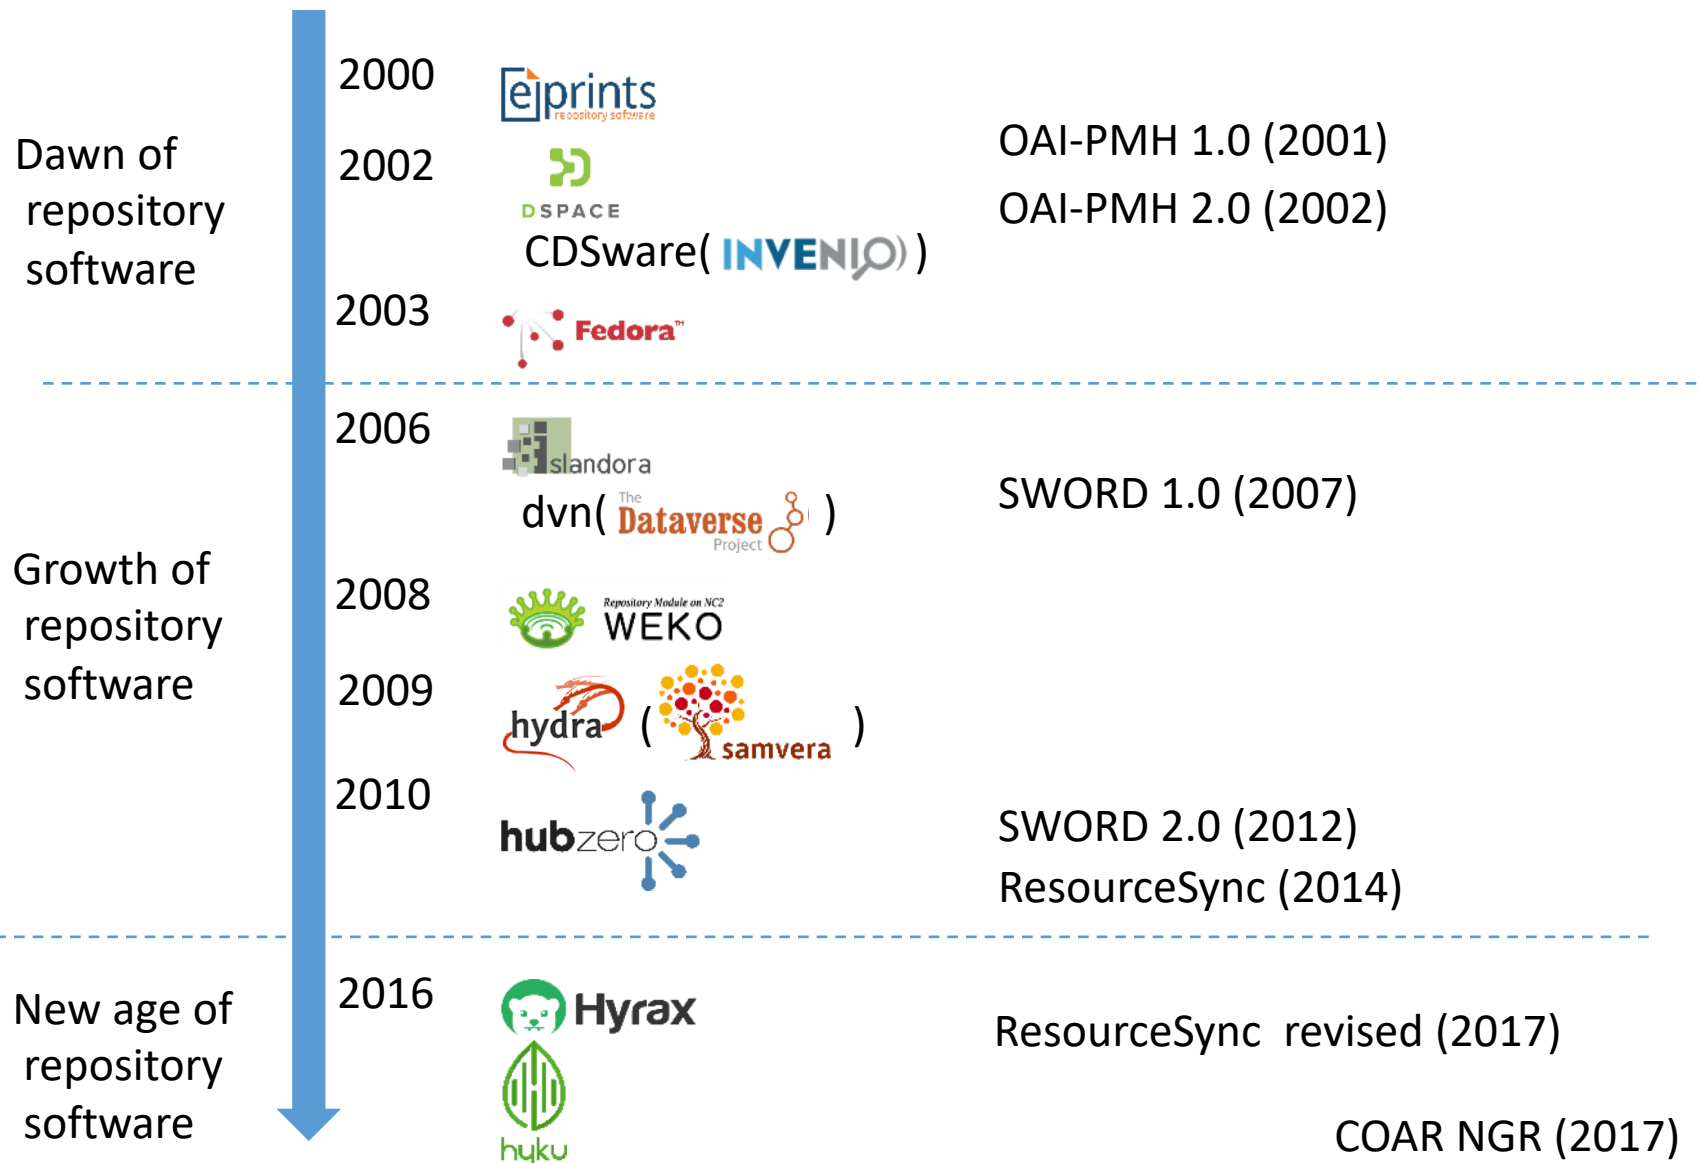 2000
e prints
repository software
Dawn of
repository
software
2002
DSPACE
CDSware( INVENIO )
OAI-PMH 1.0 (2001)
OAI-PMH 2.0 (2002)
2003
Fedora™
2006
islandora
dvn( The Dataverse Project )
SWORD 1.0 (2007)
Growth of
repository
software
2008
Repository Module on NC2
WEKO
2009
hydra ( samvera )
2010
hubzero
SWORD 2.0 (2012)
ResourceSync (2014)
New age of
repository
software
2016
Hyrax
hyku
ResourceSync revised (2017)
COAR NGR (2017)